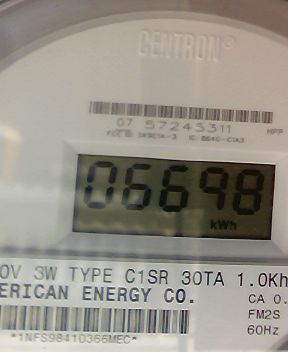 CENTRON®
07 57245311
HPP
06698
kWh
0V 3W TYPE C1SR 30TA 1.0Kh
ERICAN ENERGY CO.
CA 0.
FM2S
60Hz
*1NFS98410366MEC*